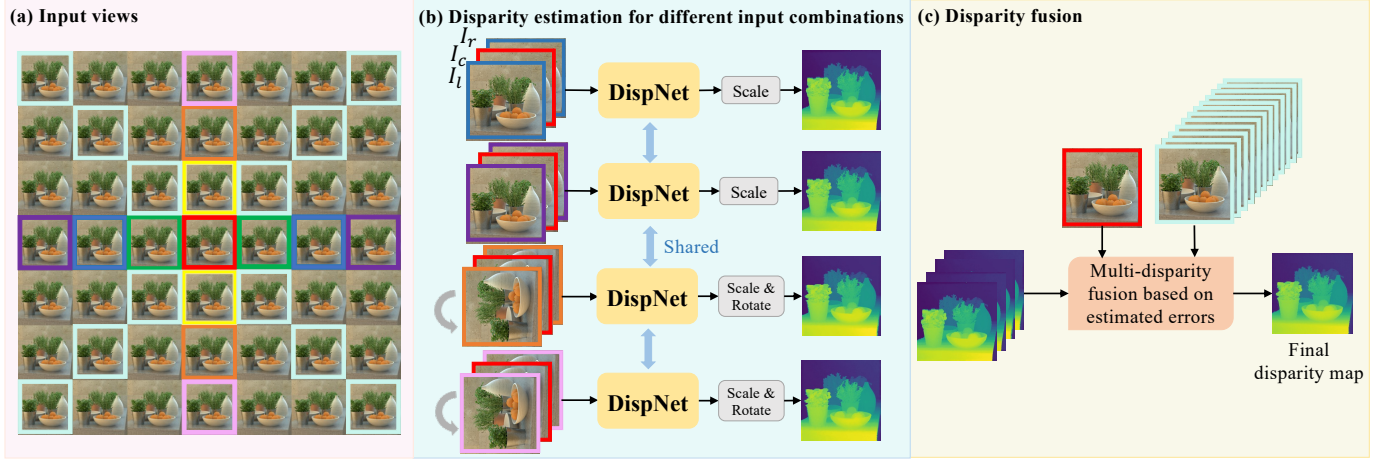 (a) Input views
(b) Disparity estimation for different input combinations
(c) Disparity fusion
I_r
I_c
I_l
DispNet
Scale
DispNet
Scale
Shared
DispNet
Scale &
Rotate
DispNet
Scale &
Rotate
Multi-disparity
fusion based on
estimated errors
Final
disparity map